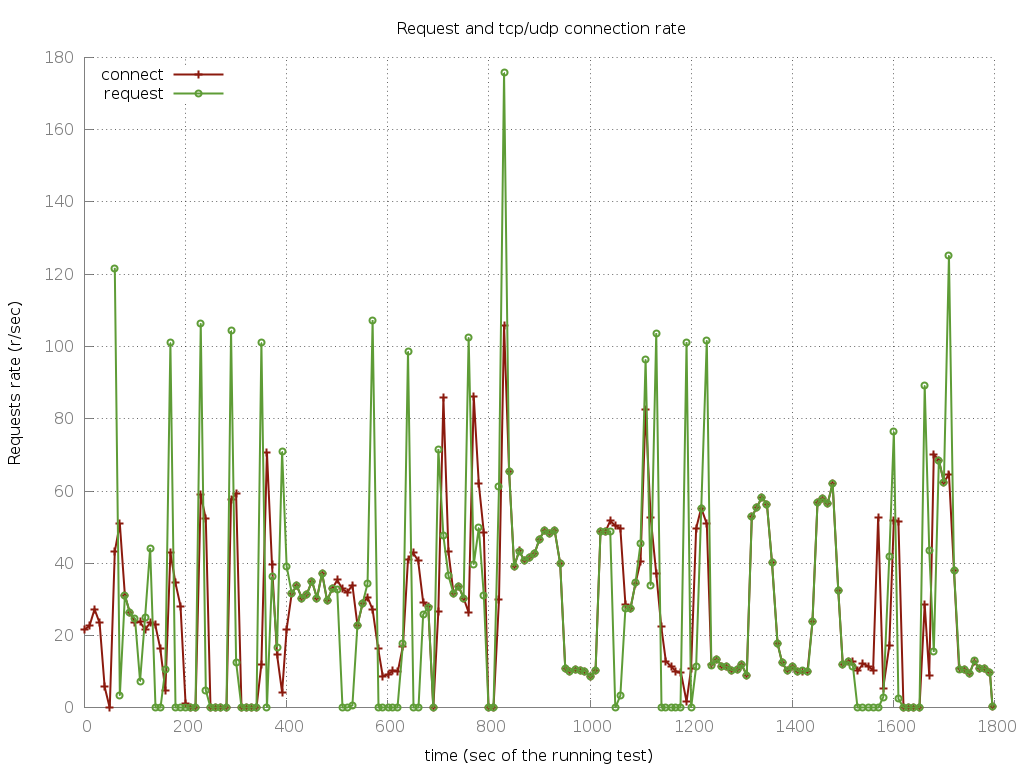 Request and tcp/udp connection rate
connect
request
180
160
140
120
100
80
60
40
20
0
0 200 400 600 800 1000 1200 1400 1600 1800
Requests rate (r/sec)
time (sec of the running test)